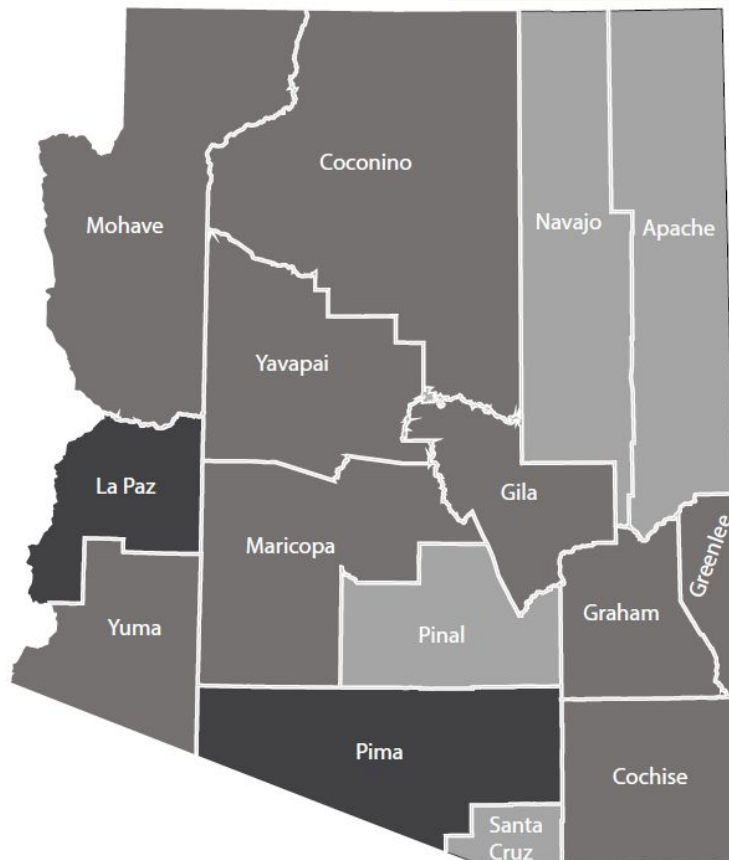 Coconino
Mohave
Navajo
Apache
Yavapai
La Paz
Gila
Maricopa
Greenlee
Graham
Yuma
Pinal
Pima
Cochise
Santa
Cruz